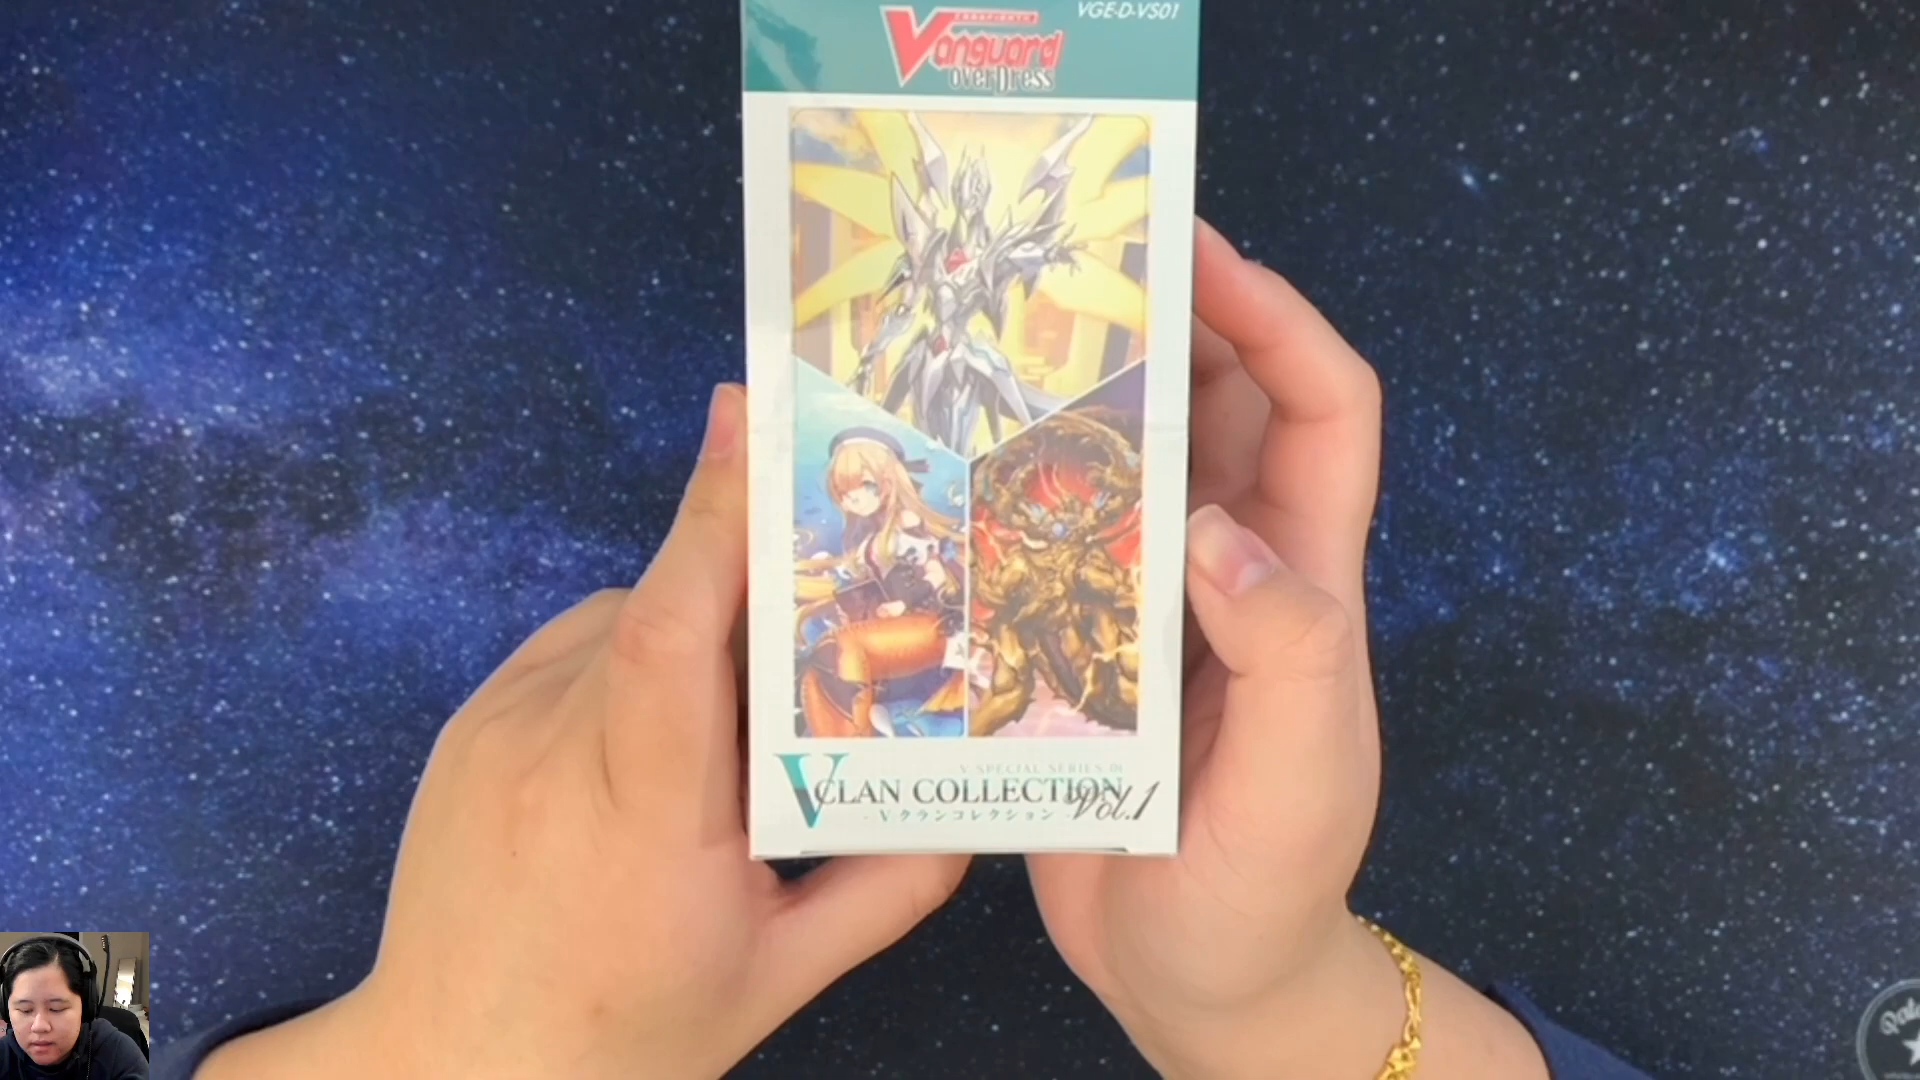 VGE-D-VS01
CARDFIGHT!!
Vanguard
overDress
V SPECIAL SERIES 01
V CLAN COLLECTION Vol.1
- Vクランコレクション -